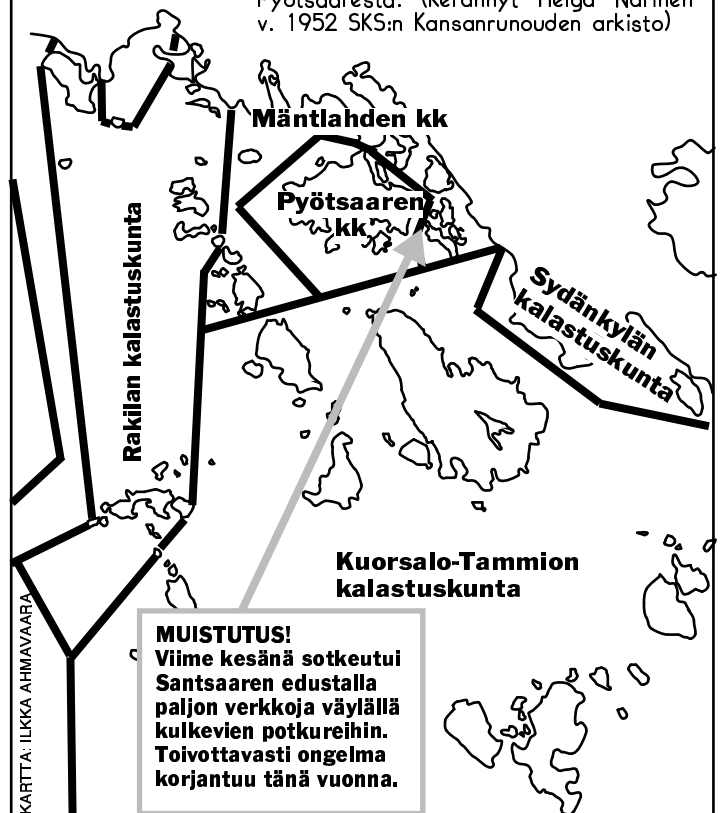 Pyötsaaresta. (Kerännyt Helga Närinen
v. 1952 SKS:n Kansanrunouden arkisto)
Mäntlahden kk
Pyötsaaren
kk
Rakilan kalastuskunta
Sydänkylän
kalastuskunta
Kuorsalo-Tammion
kalastuskunta
MUISTUTUS!
Viime kesänä sotkeutui
Santsaaren edustalla
paljon verkkoja väylällä
kulkevien potkureihin.
Toivottavasti ongelma
korjantuu tänä vuonna.
KARTTA: ILKKA AHMAVAARA